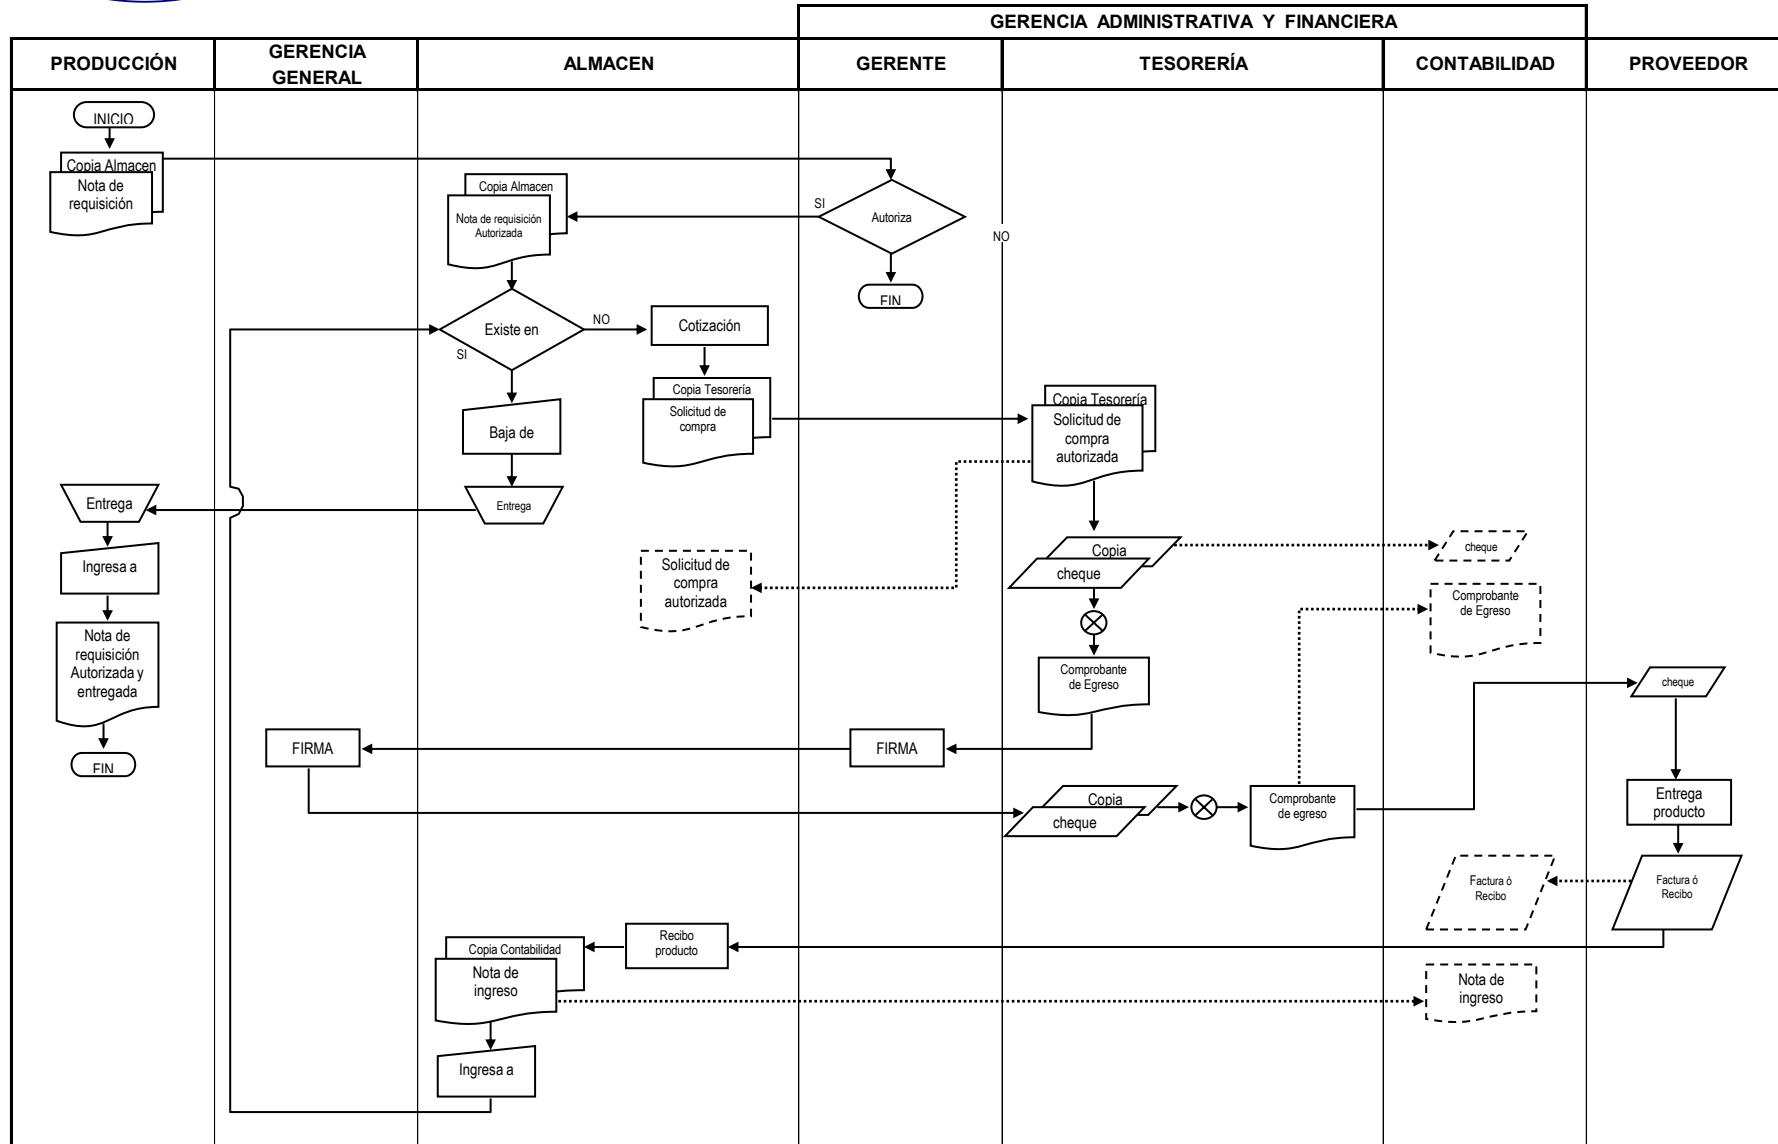 GERENCIA ADMINISTRATIVA Y FINANCIERA
PRODUCCIÓN
GERENCIA
GENERAL
ALMACEN
GERENTE
TESORERÍA
CONTABILIDAD
PROVEEDOR
INICIO
Copia Almacen
Nota de
requisición
Copia Almacen
Nota de requisición
Autorizada
SI
Autoriza
NO
FIN
Existe en
NO
SI
Cotización
Copia Tesorería
Solicitud de
compra
Copia Tesorería
Solicitud de
compra
autorizada
Baja de
Entrega
Entrega
Ingresa a
Nota de
requisición
Autorizada y
entregada
FIN
Solicitud de
compra
autorizada
Copia
cheque
cheque
Comprobante
de Egreso
Comprobante
de Egreso
cheque
FIRMA
FIRMA
Copia
cheque
Comprobante
de egreso
Entrega
producto
Factura ó
Recibo
Factura ó
Recibo
Recibo
producto
Copia Contabilidad
Nota de
ingreso
Nota de
ingreso
Ingresa a